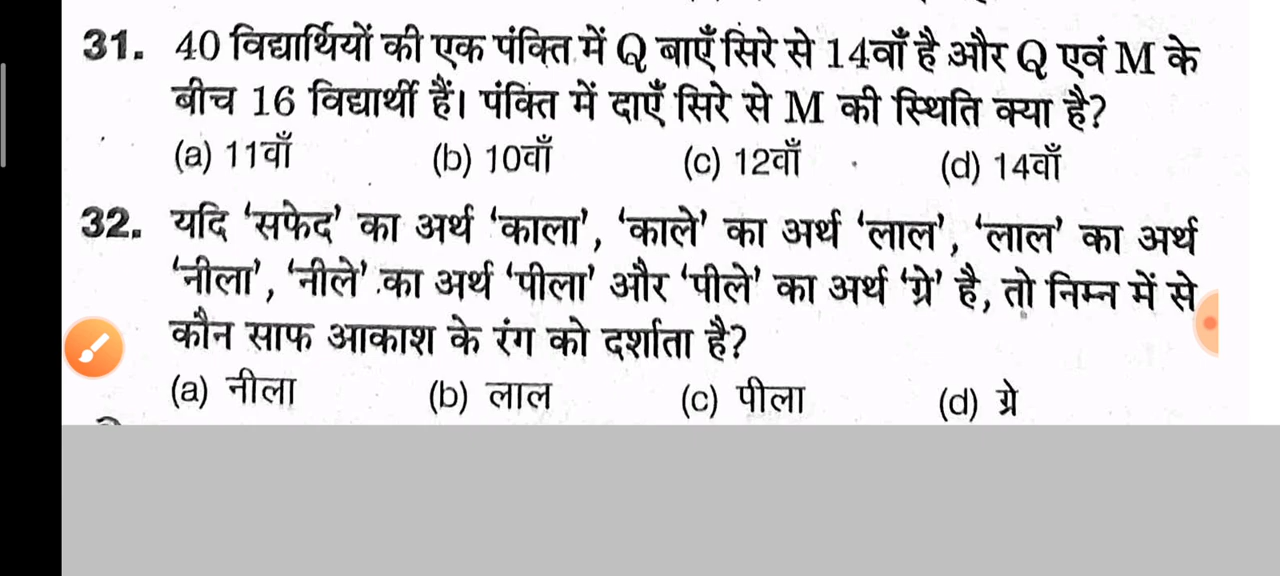 31. 40 विद्यार्थियों की एक पंक्ति में Q बाएँ सिरे से 14वाँ है और Q एवं M के
बीच 16 विद्यार्थी हैं। पंक्ति में दाएँ सिरे से M की स्थिति क्या है?
(a) 11वाँ (b) 10वाँ (c) 12वाँ (d) 14वाँ
32. यदि ‘सफेद’ का अर्थ ‘काला’, ‘काले’ का अर्थ ‘लाल’, ‘लाल’ का अर्थ
‘नीला’, ‘नीले’ का अर्थ ‘पीला’ और ‘पीले’ का अर्थ ‘ग्रे’ है, तो निम्न में से
कौन साफ आकाश के रंग को दर्शाता है?
(a) नीला (b) लाल (c) पीला (d) ग्रे